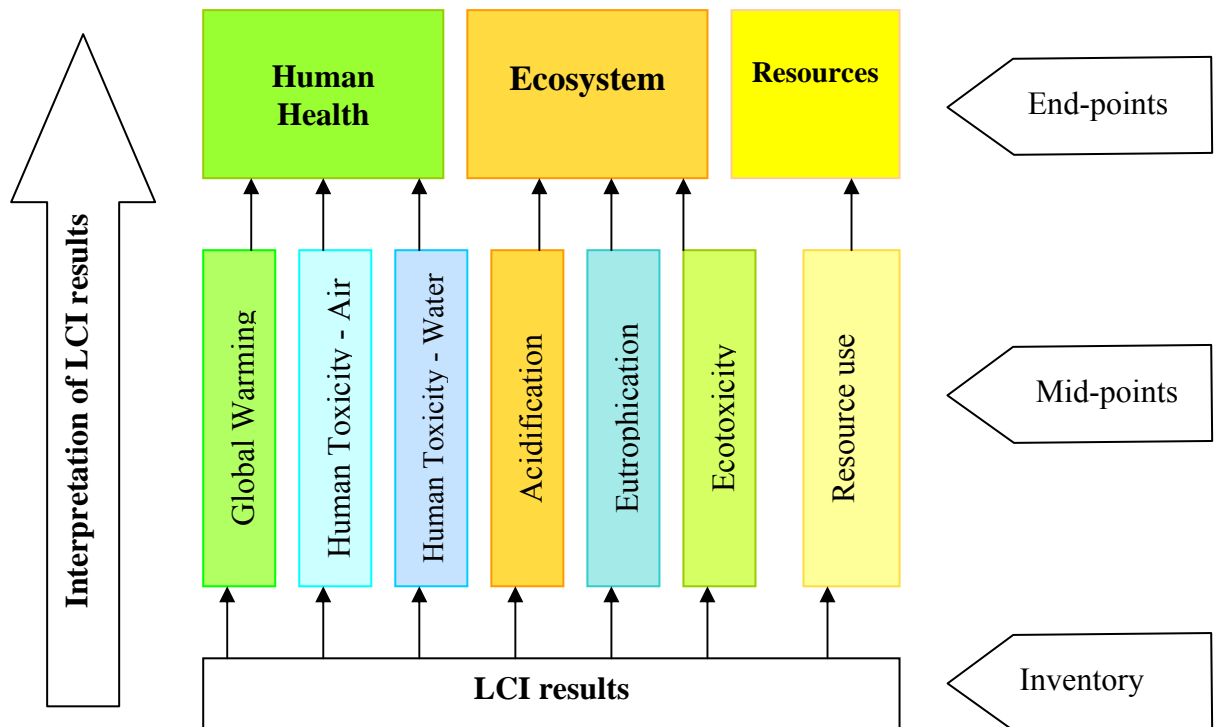 Human
Health
Ecosystem
Resources
End-points
Interpretation of LCI results
Global Warming
Human Toxicity - Air
Human Toxicity - Water
Acidification
Eutrophication
Ecotoxicity
Resource use
Mid-points
LCI results
Inventory